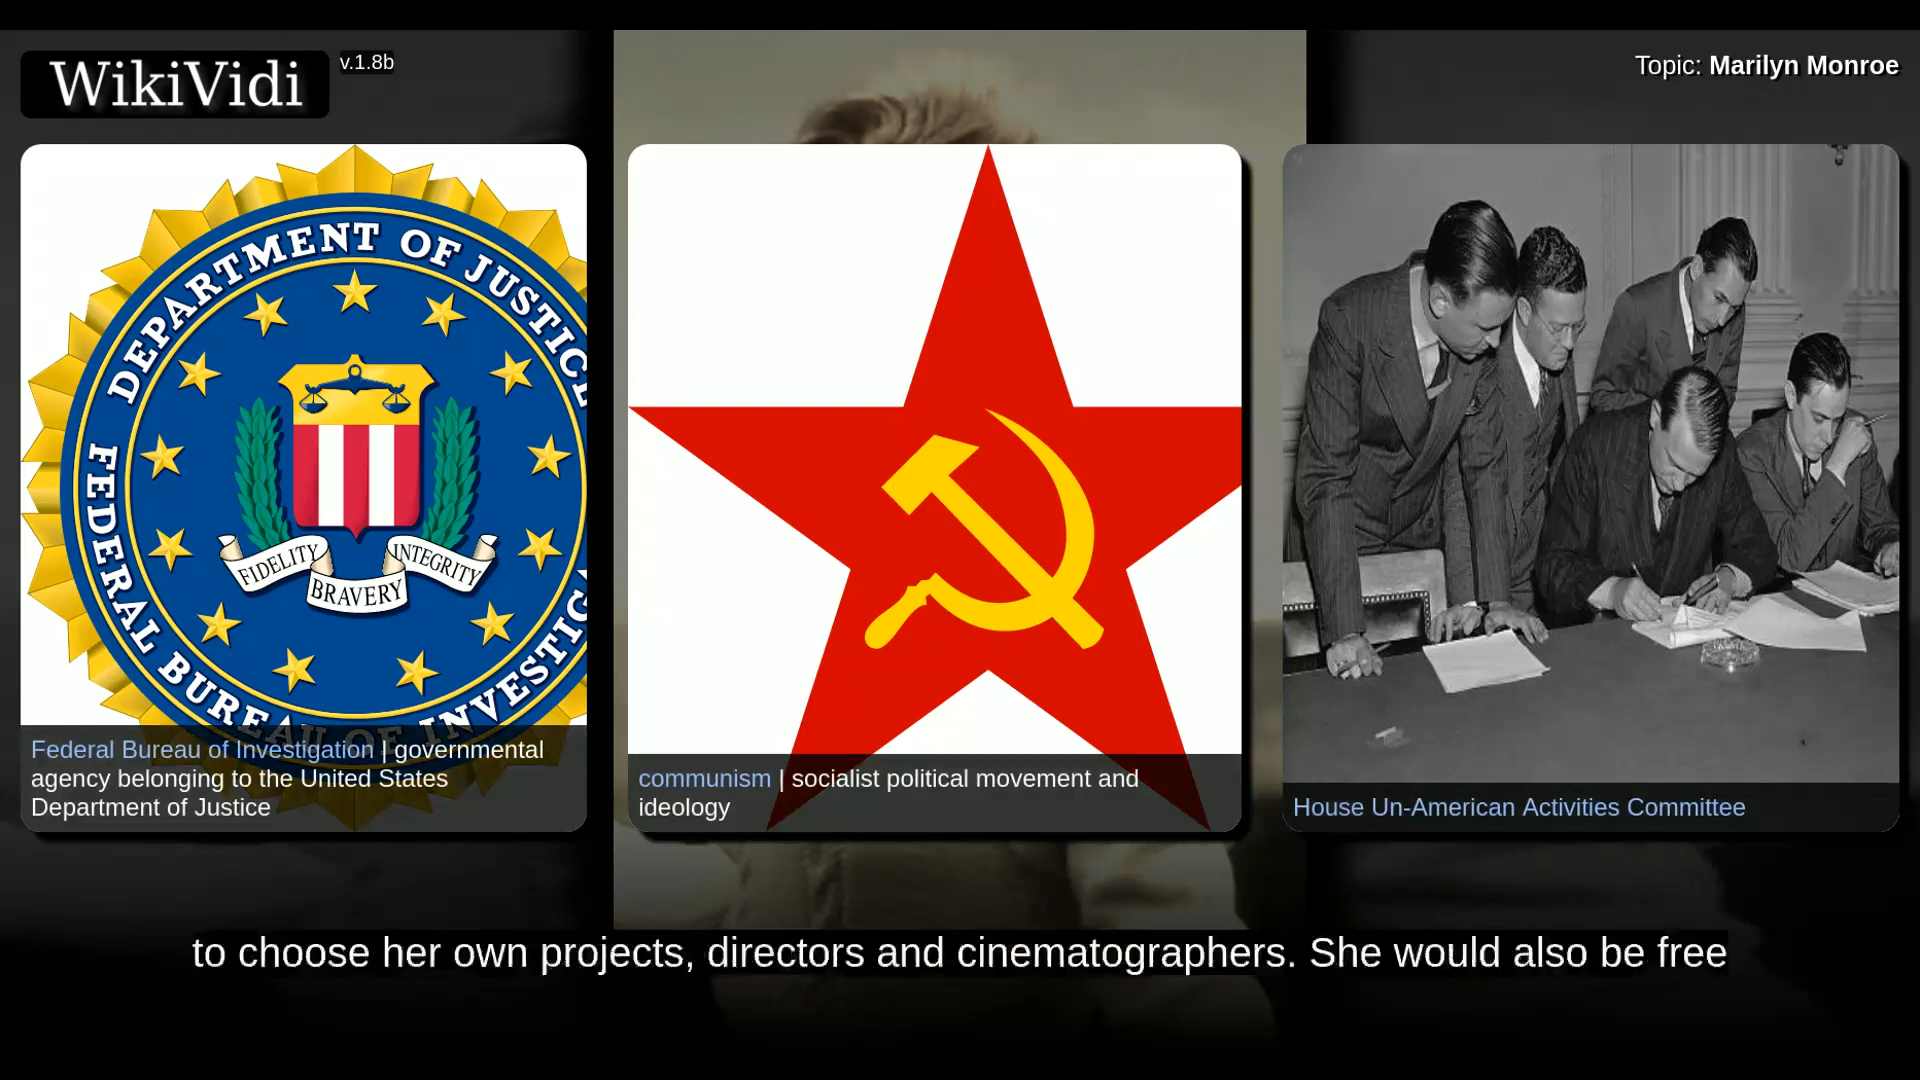 WikiVidi
v.1.8b
Topic: Marilyn Monroe
DEPARTMENT OF JUSTICE
FEDERAL BUREAU OF INVESTIG
FIDELITY
BRAVERY
INTEGRITY
Federal Bureau of Investigation | governmental
agency belonging to the United States
Department of Justice
communism | socialist political movement and
ideology
House Un-American Activities Committee
to choose her own projects, directors and cinematographers. She would also be free